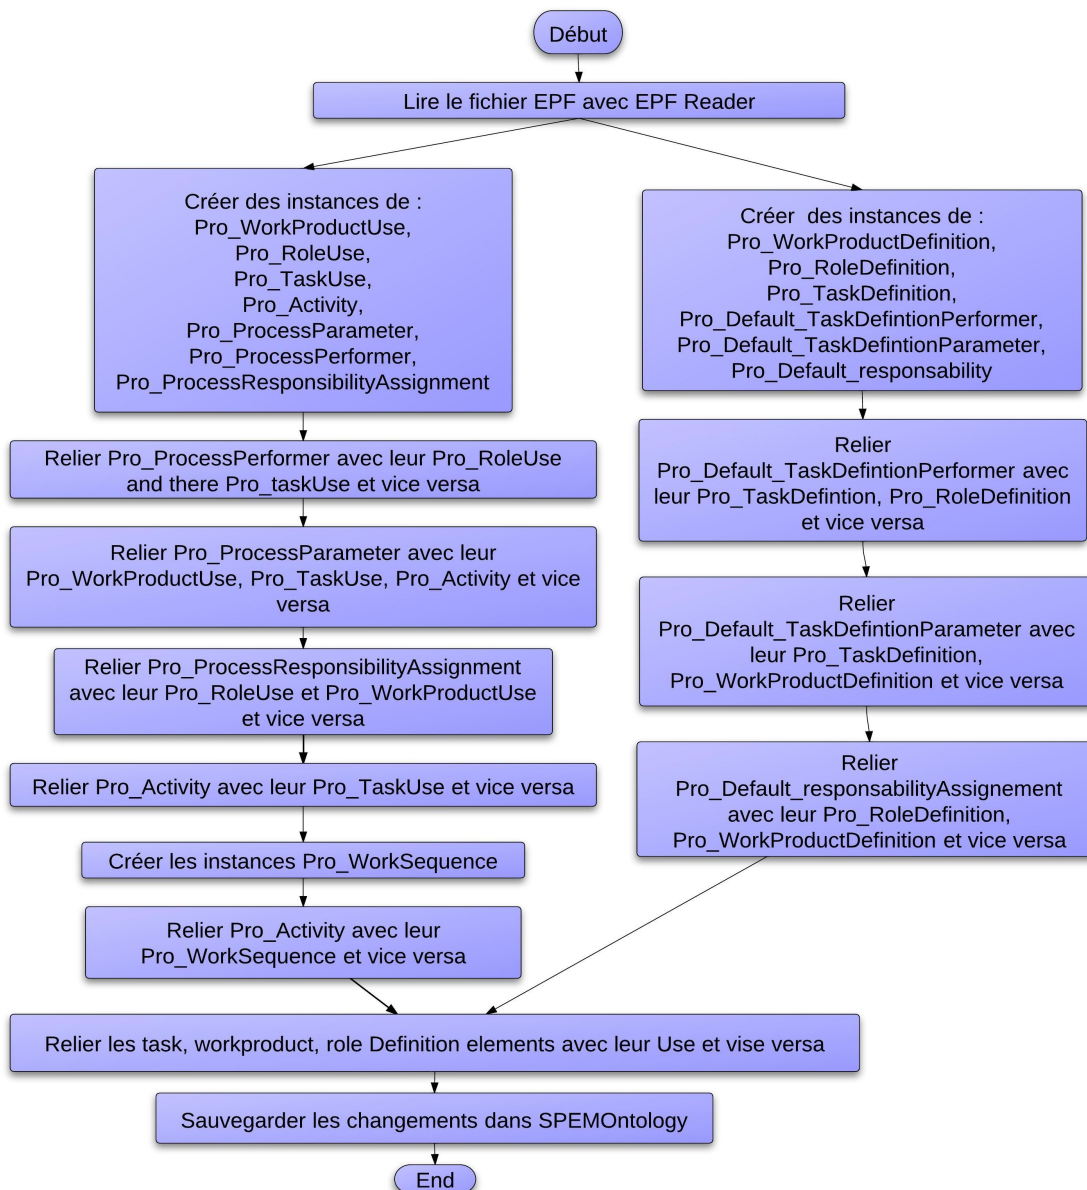 Début
Lire le fichier EPF avec EPF Reader
Créer des instances de :
Pro_WorkProductUse,
Pro_RoleUse,
Pro_TaskUse,
Pro_Activity,
Pro_ProcessParameter,
Pro_ProcessPerformer,
Pro_ProcessResponsibilityAssignment
Relier Pro_ProcessPerformer avec leur Pro_RoleUse
and there Pro_taskUse et vice versa
Relier Pro_ProcessParameter avec leur
Pro_WorkProductUse, Pro_TaskUse, Pro_Activity et vice
versa
Relier Pro_ProcessResponsibilityAssignment
avec leur Pro_RoleUse et Pro_WorkProductUse
et vice versa
Relier Pro_Activity avec leur Pro_TaskUse et vice versa
Créer les instances Pro_WorkSequence
Relier Pro_Activity avec leur
Pro_WorkSequence et vice versa
Créer  des instances de :
Pro_WorkProductDefinition,
Pro_RoleDefinition,
Pro_TaskDefinition,
Pro_Default_TaskDefintionPerformer,
Pro_Default_TaskDefintionParameter,
Pro_Default_responsability
Relier
Pro_Default_TaskDefintionPerformer avec
leur Pro_TaskDefintion, Pro_RoleDefinition
et vice versa
Relier
Pro_Default_TaskDefintionParameter avec
leur Pro_TaskDefinition,
Pro_WorkProductDefinition et vice versa
Relier
Pro_Default_responsabilityAssignement
avec leur Pro_RoleDefinition,
Pro_WorkProductDefinition et vice versa
Relier les task, workproduct, role Definition elements avec leur Use et vise versa
Sauvegarder les changements dans SPEMOntology
End